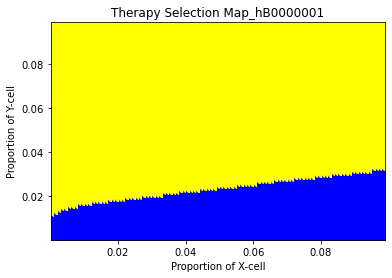 Therapy Selection Map_hB0000001
0.08
0.06
0.04
0.02
Proportion of Y-cell
0.02 0.04 0.06 0.08
Proportion of X-cell